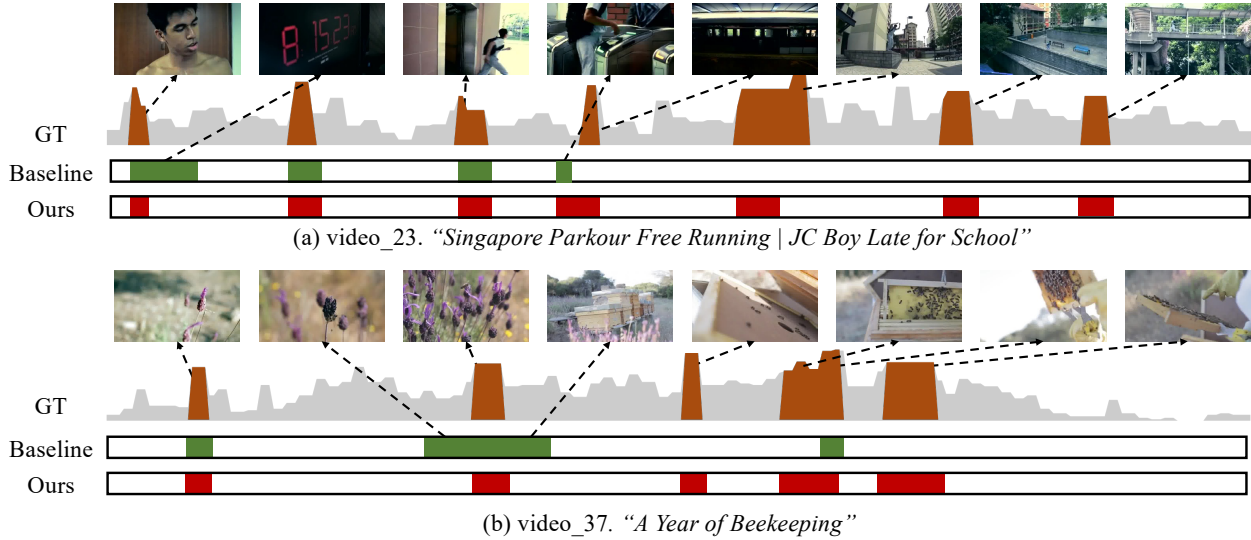 8 15:23
GT
Baseline
Ours
(a) video_23. “Singapore Parkour Free Running | JC Boy Late for School”
GT
Baseline
Ours
(b) video_37. “A Year of Beekeeping”